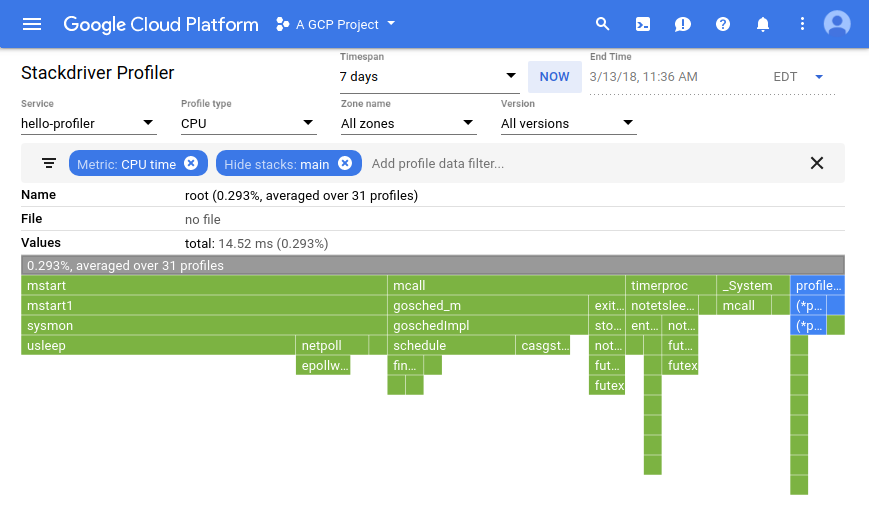 Google Cloud Platform A GCP Project
Stackdriver Profiler
Timespan
7 days
NOW
End Time
3/13/18, 11:36 AM EDT
Service Profile type Zone name Version
hello-profiler CPU All zones All versions
Metric: CPU time Hide stacks: main Add profile data filter...
Name root (0.293%, averaged over 31 profiles)
File no file
Values total: 14.52 ms (0.293%)
0.293%, averaged over 31 profiles
mstart mcall timerproc _System profile...
mstart1 gosched_m exit... notetslee... mcall (*p...
sysmon goschedImpl sto... ent... not... (*p...
usleep netpoll schedule casgst... not... fut...
epollw... fin... fut... futex
futex